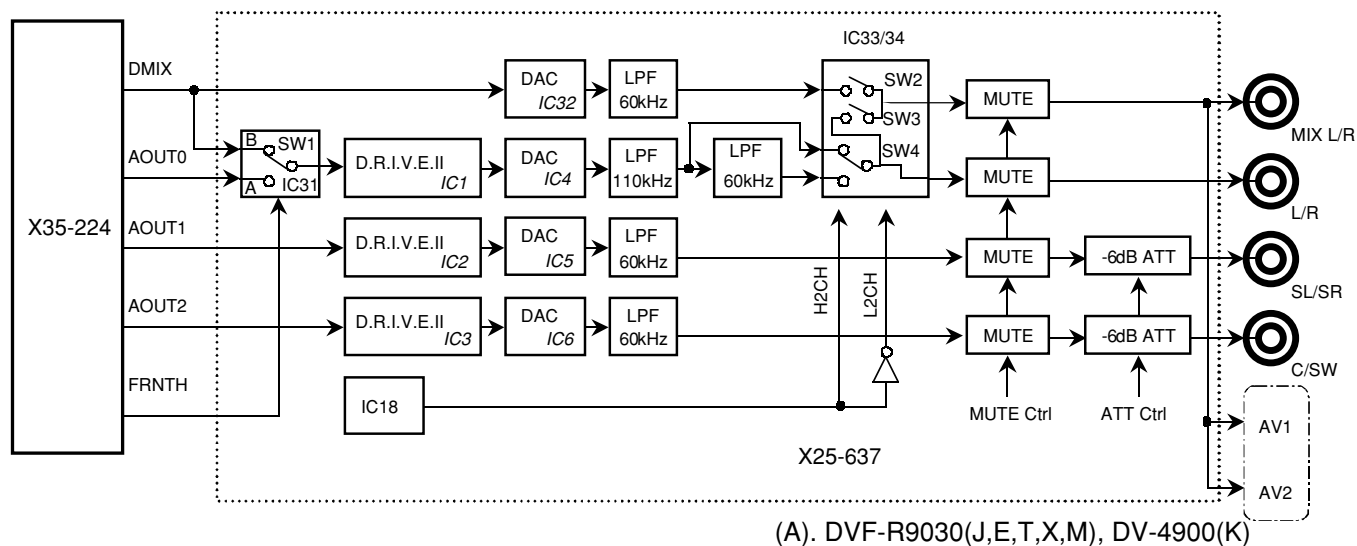 IC33/34
DMIX
DAC
IC32
LPF
60kHz
SW2
SW3
SW4
MUTE
MIX L/R
B
SW1
A
IC31
AOUT0
D.R.I.V.E.II
IC1
DAC
IC4
LPF
110kHz
LPF
60kHz
MUTE
L/R
X35-224
AOUT1
D.R.I.V.E.II
IC2
DAC
IC5
LPF
60kHz
H2CH
L2CH
MUTE
-6dB ATT
SL/SR
AOUT2
D.R.I.V.E.II
IC3
DAC
IC6
LPF
60kHz
MUTE
-6dB ATT
C/SW
FRNTH
IC18
MUTE Ctrl
ATT Ctrl
AV1
X25-637
AV2
(A). DVF-R9030(J,E,T,X,M), DV-4900(K)